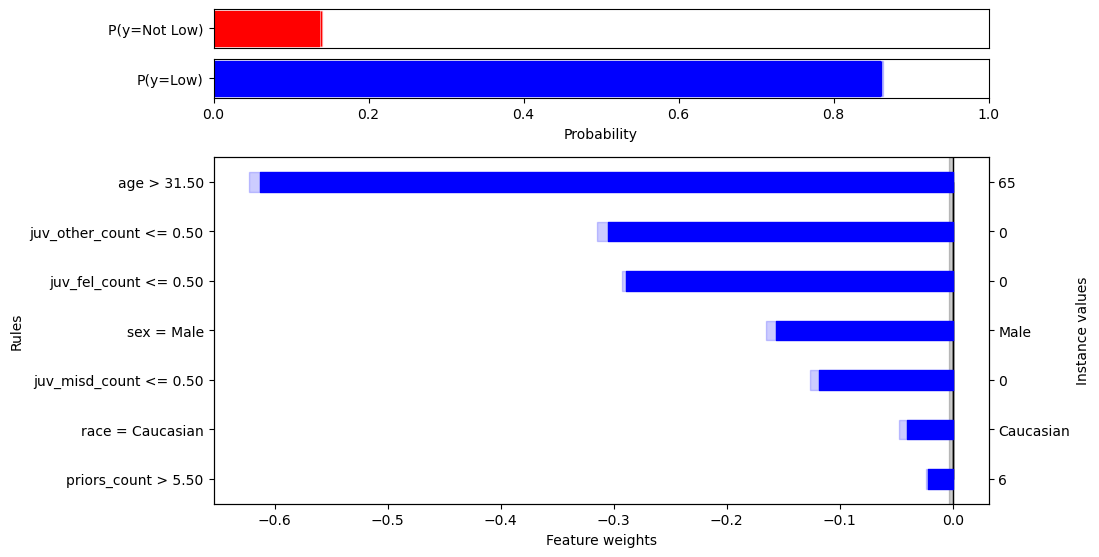 P(y=Not Low)
P(y=Low)
0.0 0.2 0.4 0.6 0.8 1.0
Probability
age > 31.50 65
juv_other_count <= 0.50 0
juv_fel_count <= 0.50 0
sex = Male Male
juv_misd_count <= 0.50 0
race = Caucasian Caucasian
priors_count > 5.50 6
Rules
Instance values
−0.6 −0.5 −0.4 −0.3 −0.2 −0.1 0.0
Feature weights